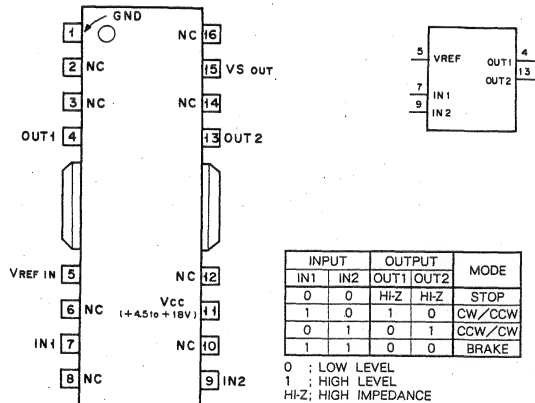 GND
1
NC 16
2 NC
15 VS OUT
3 NC
NC 14
OUT1 4
13 OUT2
VREF IN 5
NC 12
6 NC
VCC
(+4.5to+18V)
11
IN1 7
NC 10
8 NC
9 IN2
5 VREF
OUT1 4
OUT2 13
7 IN1
9 IN2
INPUT OUTPUT MODE
IN1 IN2 OUT1 OUT2
0 0 HI-Z HI-Z STOP
1 0 1 0 CW/CCW
0 1 0 1 CCW/CW
1 1 0 0 BRAKE
0 ; LOW LEVEL
1 ; HIGH LEVEL
HI-Z; HIGH IMPEDANCE